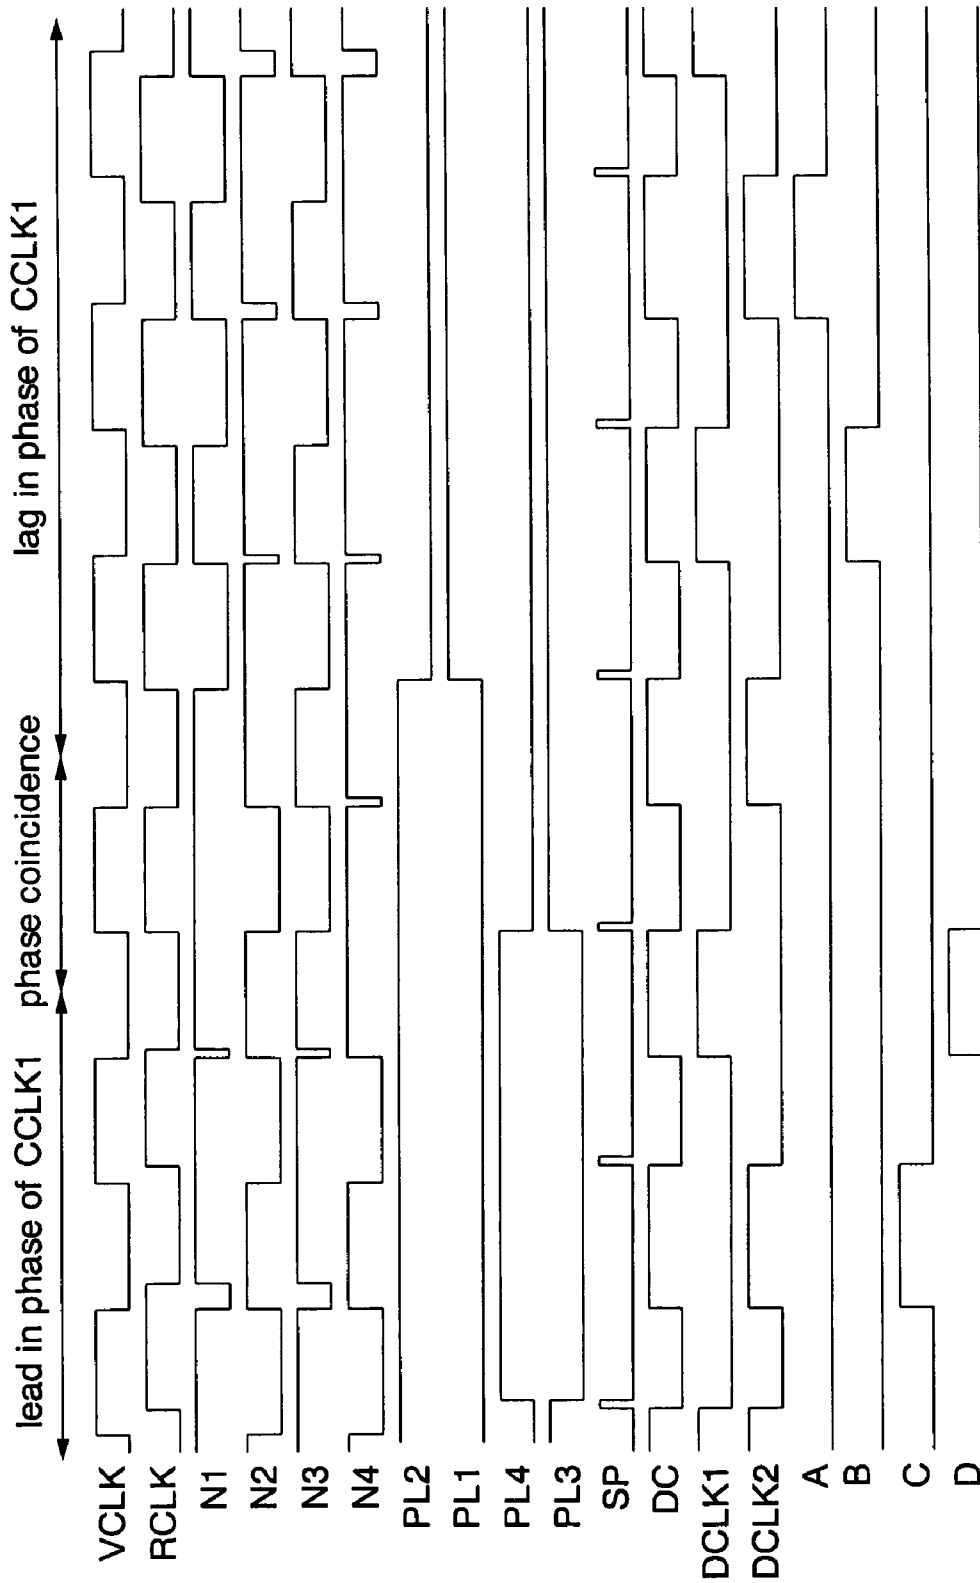 lead in phase of CCLK1
phase coincidence
lag in phase of CCLK1
VCLK
RCLK
N1
N2
N3
N4
PL2
PL1
PL4
PL3
SP
DC
DCLK1
DCLK2
A
B
C
D